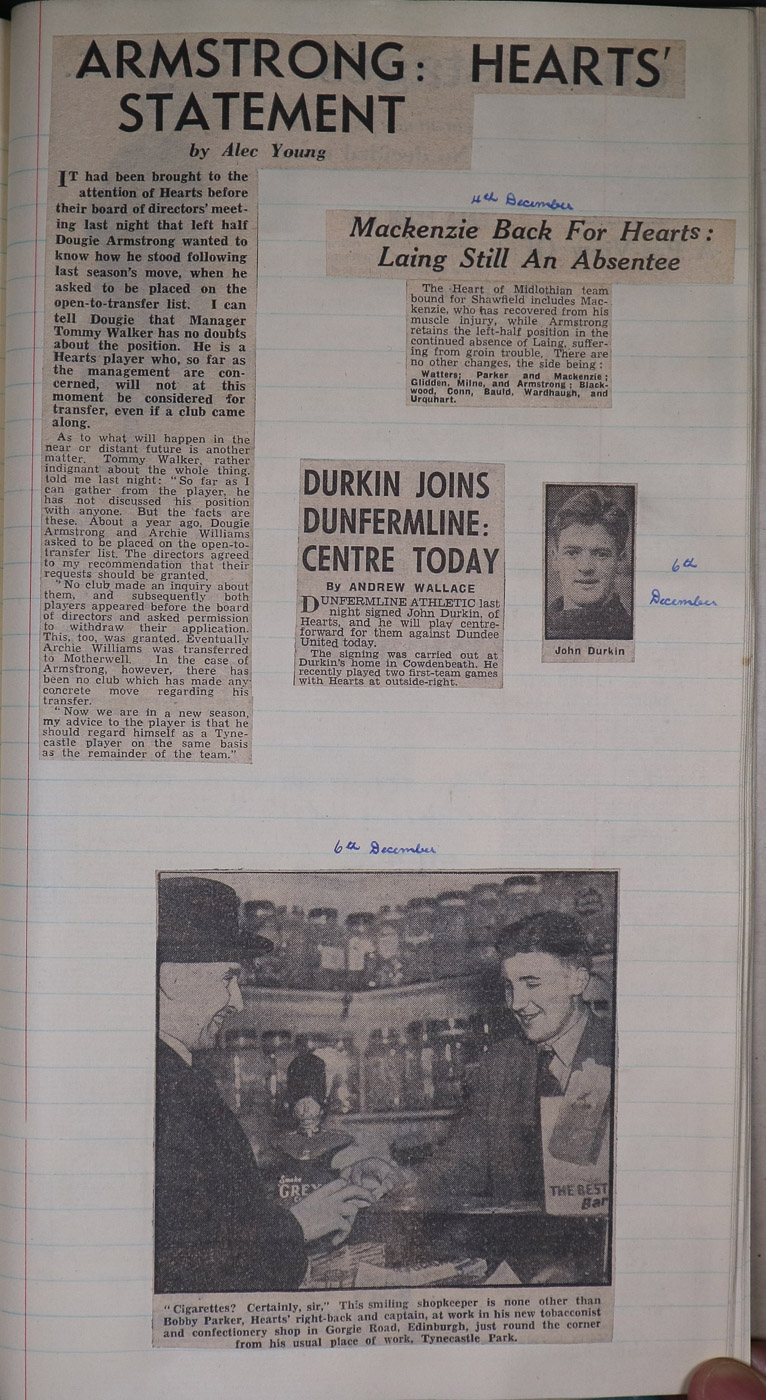 ARMSTRONG: HEARTS'
STATEMENT
by Alec Young
IT had been brought to the
attention of Hearts before
their board of directors' meet-
ing last night that left half
Dougie Armstrong wanted to
know how he stood following
last season's move, when he
asked to be placed on the
open-to-transfer list. I can
tell Dougie that Manager
Tommy Walker has no doubts
about the position. He is a
Hearts player who, so far as
the management are con-
cerned, will not at this
moment be considered for
transfer, even if a club came
along.
As to what will happen in the
near or distant future is another
matter. Tommy Walker, rather
indignant about the whole thing,
told me last night: "So far as I
can gather from the player, he
has not discussed his position
with anyone. But the facts are
these. About a year ago, Dougie
Armstrong and Archie Williams
asked to be placed on the open-to-
transfer list. The directors agreed
to my recommendation that their
requests should be granted.
"No club made an inquiry about
them, and subsequently both
players appeared before the board
of directors and asked permission
to withdraw their application.
This, too, was granted. Eventually
Archie Williams was transferred
to Motherwell. In the case of
Armstrong, however, there has
been no club which has made any
concrete move regarding his
transfer.
"Now we are in a new season,
my advice to the player is that he
should regard himself as a Tyne-
castle player on the same basis
as the remainder of the team."
4th December
Mackenzie Back For Hearts:
Laing Still An Absentee
The Heart of Midlothian team
bound for Shawfield includes Mac-
kenzie, who has recovered from his
muscle injury, while Armstrong
retains the left-half position in the
continued absence of Laing, suffer-
ing from groin trouble. There are
no other changes, the side being:
Watters; Parker and Mackenzie;
Glidden, Milne, and Armstrong; Black-
wood, Conn, Bauld, Wardhaugh, and
Urquhart.
DURKIN JOINS
DUNFERMLINE:
CENTRE TODAY
By ANDREW WALLACE
DUNFERMLINE ATHLETIC last
night signed John Durkin, of
Hearts, and he will play centre-
forward for them against Dundee
United today.
The signing was carried out at
Durkin's home in Cowdenbeath. He
recently played two first-team games
with Hearts at outside-right.
John Durkin
6th
December
6th December
Smoke
GREY
THE BEST
Bar
"Cigarettes? Certainly, sir," This smiling shopkeeper is none other than
Bobby Parker, Hearts' right-back and captain, at work in his new tobacconist
and confectionery shop in Gorgie Road, Edinburgh, just round the corner
from his usual place of work, Tynecastle Park.